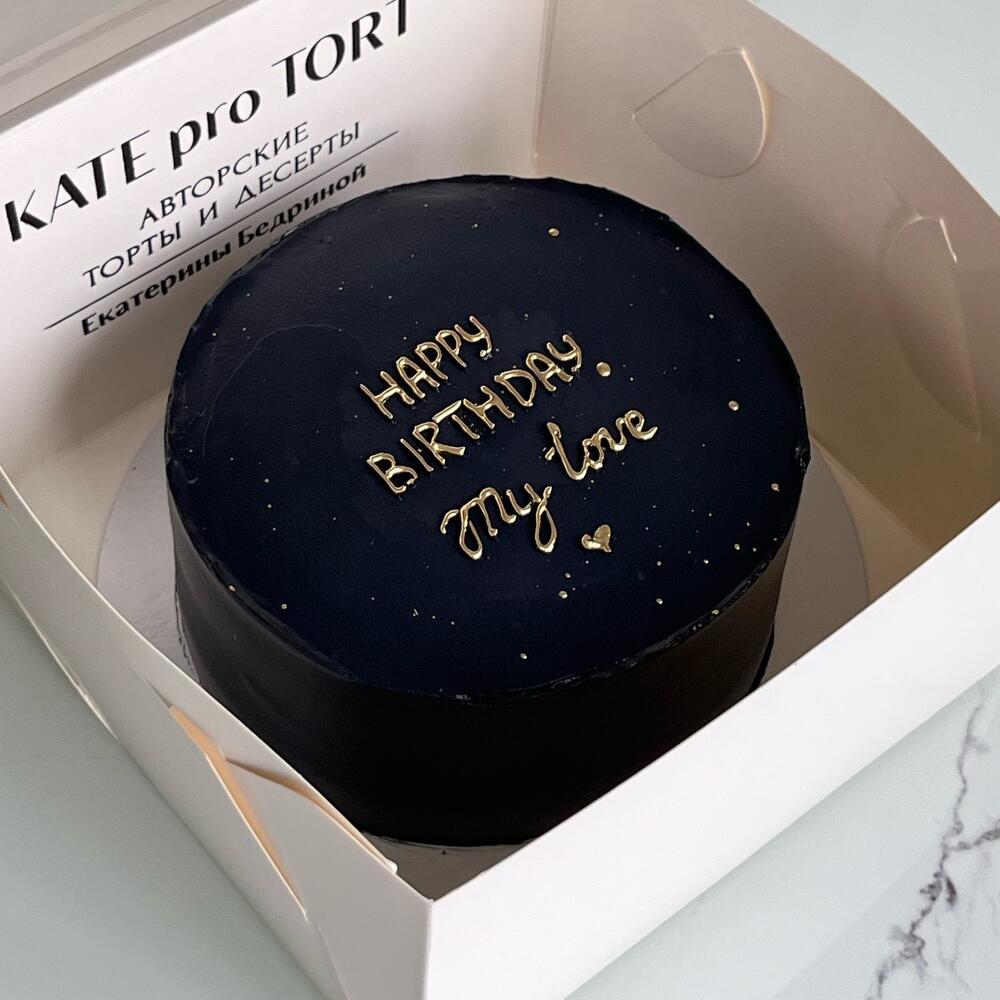 KATE pro TORT
АВТОРСКИЕ
ТОРТЫ И ДЕСЕРТЫ
Екатерины Бедриной
HAPPY
BIRTHDAY
my love